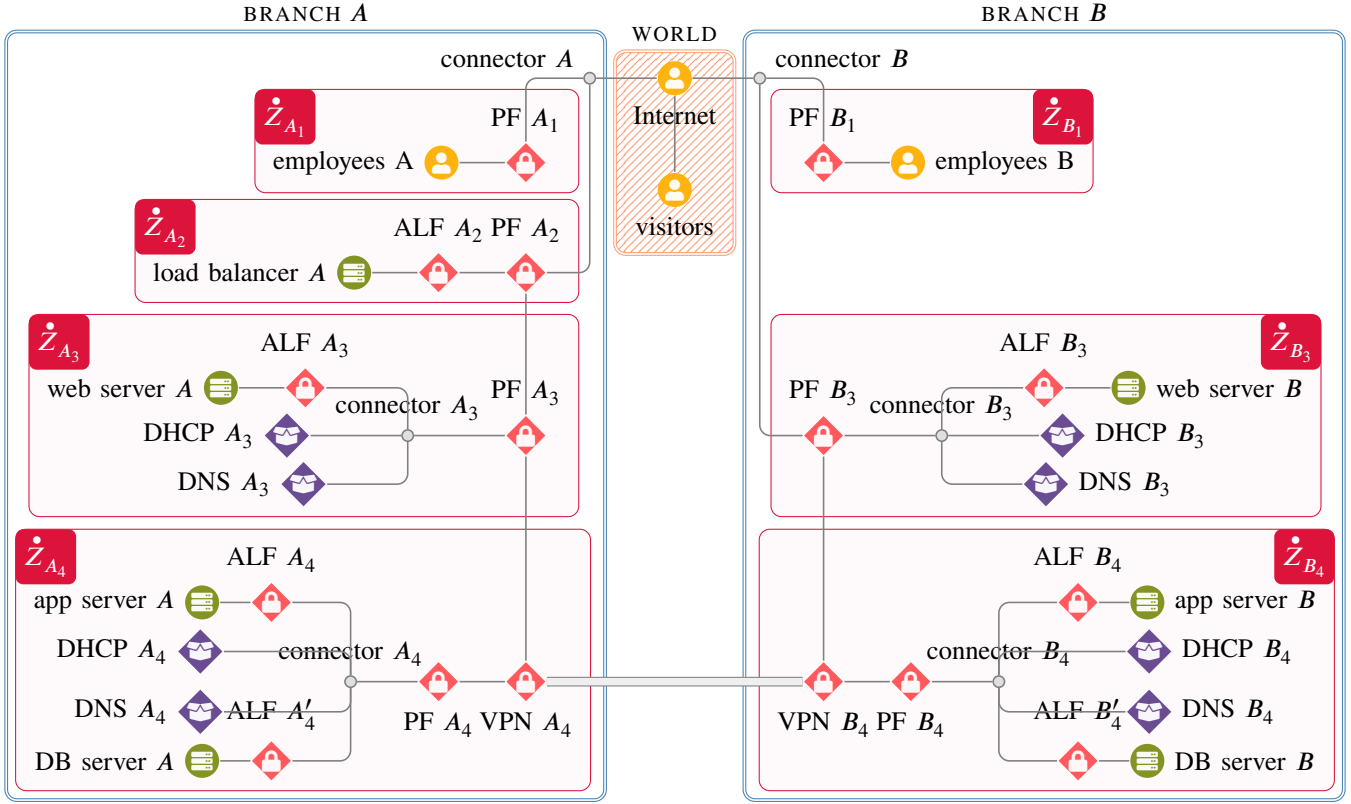 BRANCH A
BRANCH B
WORLD
connector A
connector B
Ż_A₁
PF A₁
Internet
PF B₁
Ż_B₁
employees A
employees B
Ż_A₂
ALF A₂ PF A₂
visitors
load balancer A
Ż_A₃
ALF A₃
ALF B₃
Ż_B₃
web server A
PF A₃
PF B₃
web server B
connector A₃
connector B₃
DHCP A₃
DHCP B₃
DNS A₃
DNS B₃
Ż_A₄
ALF A₄
ALF B₄
Ż_B₄
app server A
app server B
DHCP A₄
connector A₄
connector B₄
DHCP B₄
DNS A₄
ALF A′₄
PF A₄ VPN A₄
VPN B₄ PF B₄
ALF B′₄
DNS B₄
DB server A
DB server B